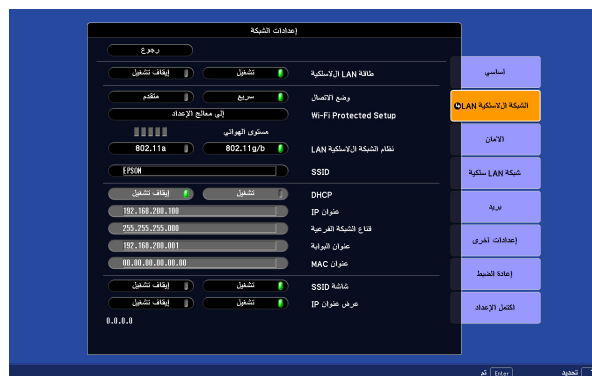 إعدادات الشبكة
رجوع
طاقة LAN اللاسلكية تشغيل إيقاف تشغيل
وضع الاتصال سريع متقدم
Wi-Fi Protected Setup إلى معالج الإعداد
مستوى الهوائي
نظام الشبكة اللاسلكية LAN 802.11g/b 802.11a
SSID EPSON
DHCP تشغيل إيقاف تشغيل
عنوان IP 192.168.200.100
قناع الشبكة الفرعية 255.255.255.000
عنوان البوابة 192.168.200.001
عنوان MAC 00.00.00.00.00.00
شاشة SSID تشغيل إيقاف تشغيل
عرض عنوان IP تشغيل إيقاف تشغيل
0.0.0.0
أساسي
الشبكة اللاسلكية LAN
الأمان
شبكة LAN سلكية
بريد
إعدادات أخرى
إعادة الضبط
اكتمل الإعداد
تحديد [Enter] تم